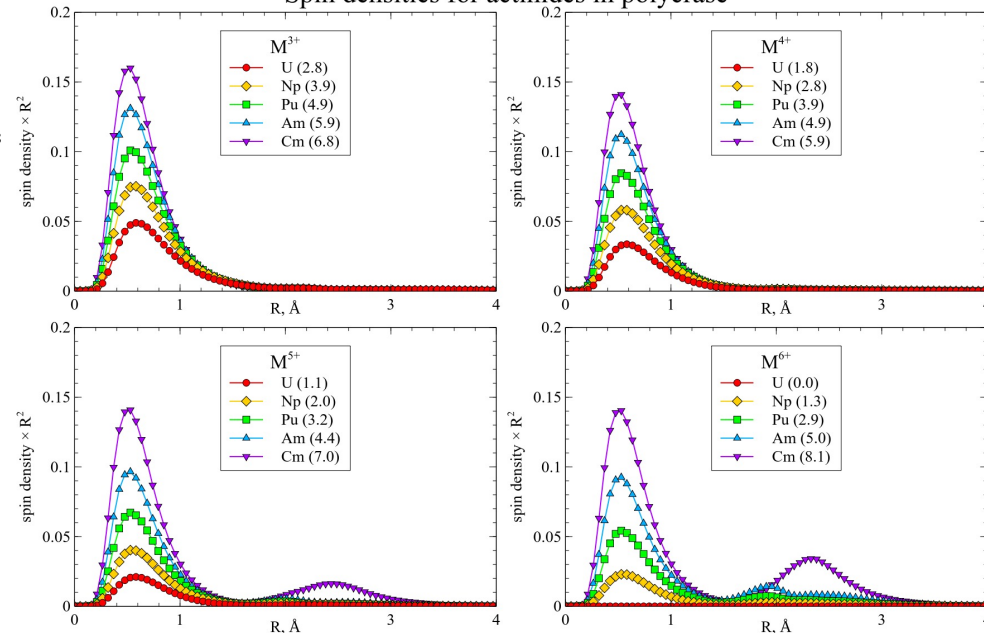 Spin densities for actinides in polycrase
0.2
0.15
0.1
0.05
0
spin density × R²
M³⁺
U (2.8)
Np (3.9)
Pu (4.9)
Am (5.9)
Cm (6.8)
1
3
4
R, Å
0.2
0.15
0.1
0.05
0
spin density × R²
M⁴⁺
U (1.8)
Np (2.8)
Pu (3.9)
Am (4.9)
Cm (5.9)
0
1
3
R, Å
0.2
0.15
0.1
0.05
0
spin density × R²
M⁵⁺
U (1.1)
Np (2.0)
Pu (3.2)
Am (4.4)
Cm (7.0)
0
1
3
4
R, Å
0.2
0.15
0.1
0.05
0
spin density × R²
M⁶⁺
U (0.0)
Np (1.3)
Pu (2.9)
Am (5.0)
Cm (8.1)
0
1
3
R, Å